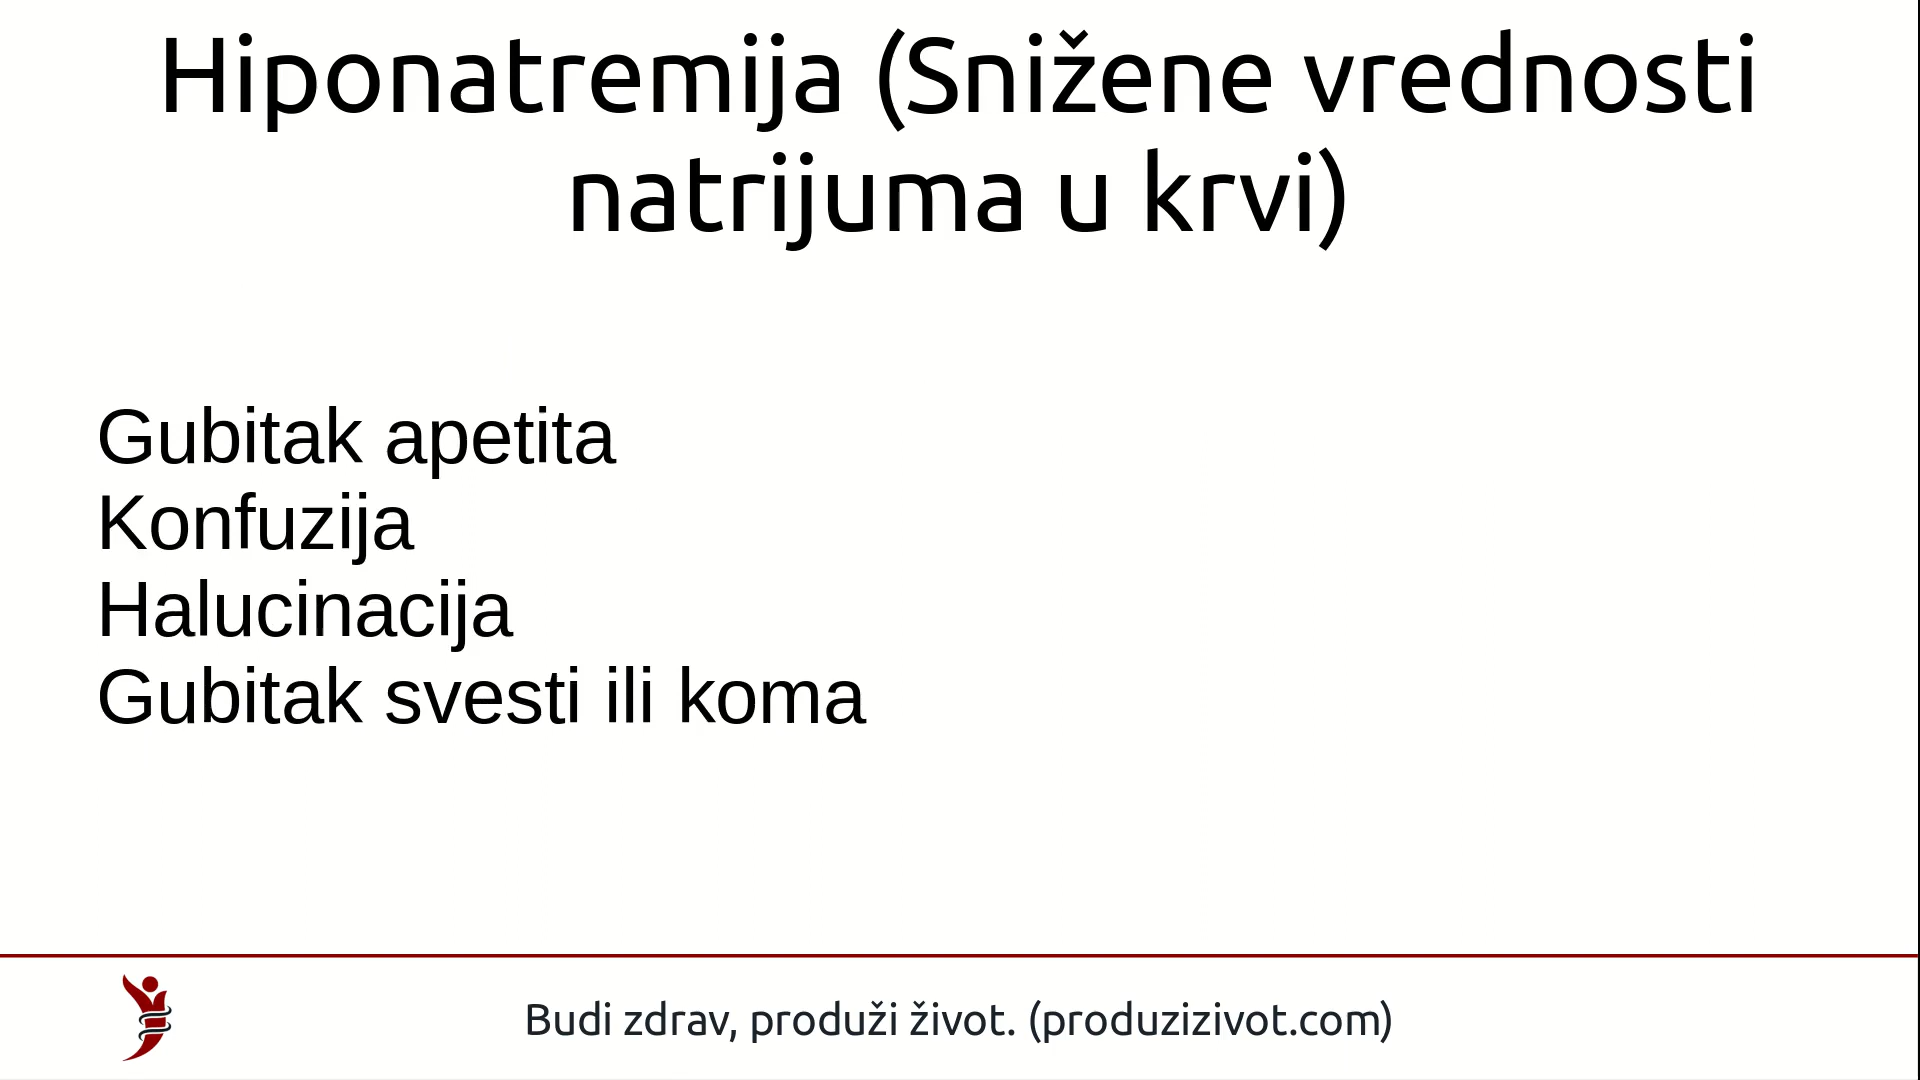 Hiponatremija (Snižene vrednosti
natrijuma u krvi)
Gubitak apetita
Konfuzija
Halucinacija
Gubitak svesti ili koma
Budi zdrav, produži život. (produzizivot.com)